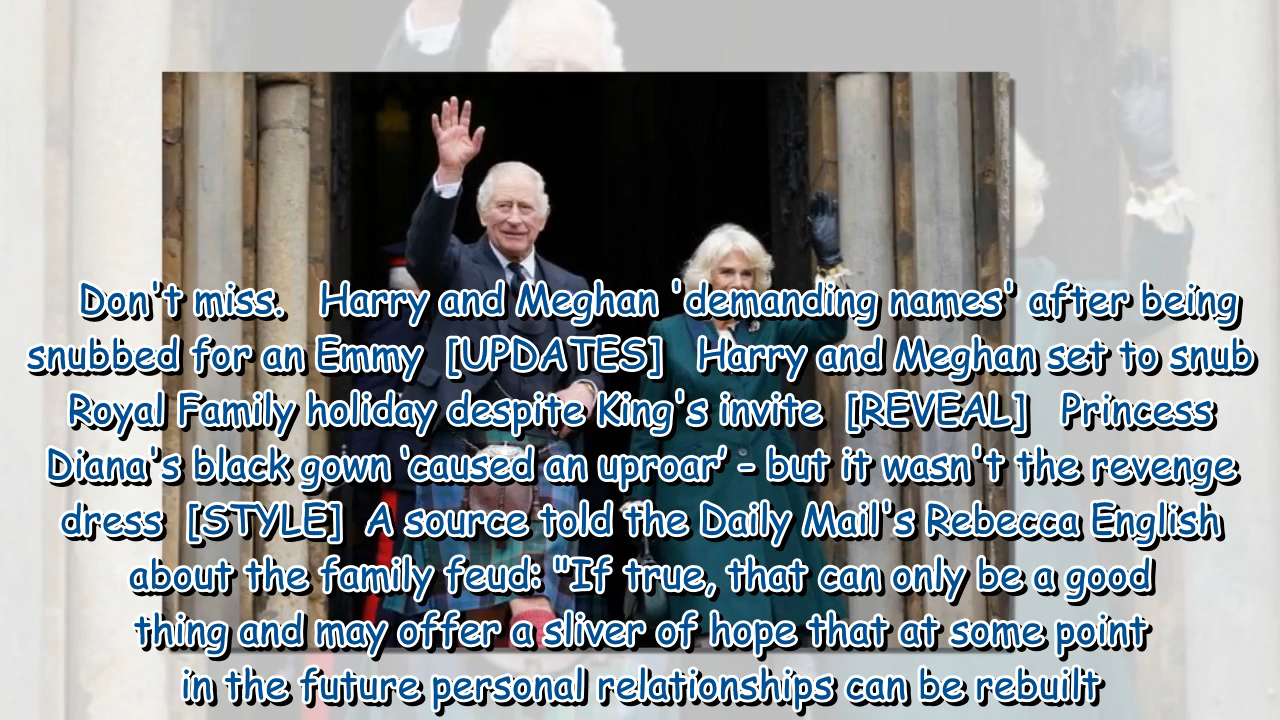 Don't miss. Harry and Meghan 'demanding names' after being
snubbed for an Emmy [UPDATES] Harry and Meghan set to snub
Royal Family holiday despite King's invite [REVEAL] Princess
Diana's black gown ‘caused an uproar’ - but it wasn't the revenge
dress [STYLE] A source told the Daily Mail's Rebecca English
about the family feud: "If true, that can only be a good
thing and may offer a sliver of hope that at some point
in the future personal relationships can be rebuilt